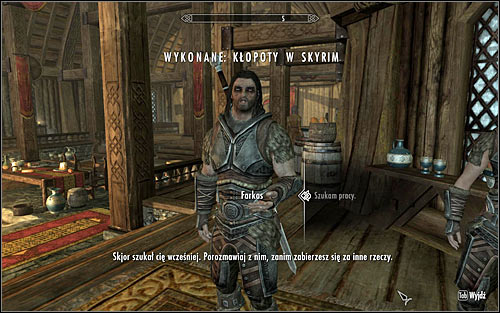 S
WYKONANE: KŁOPOTY W SKYRIM
Farkas
Szukam pracy.
Skjor szukał cię wcześniej. Porozmawiaj z nim, zanim zabierzesz się za inne rzeczy.
Tab Wyjdź